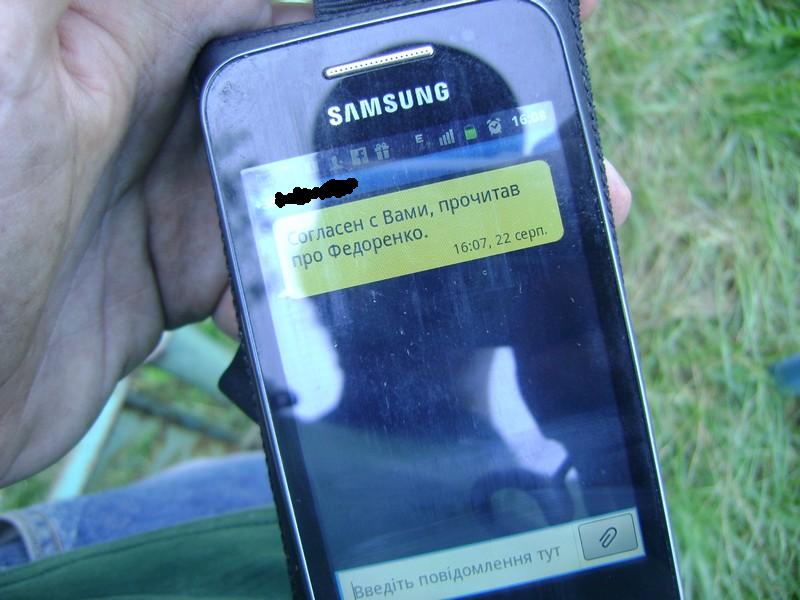 SAMSUNG
E 16:08
Согласен с Вами, прочитав
про Федоренко.
16:07, 22 серп.
Введіть повідомлення тут